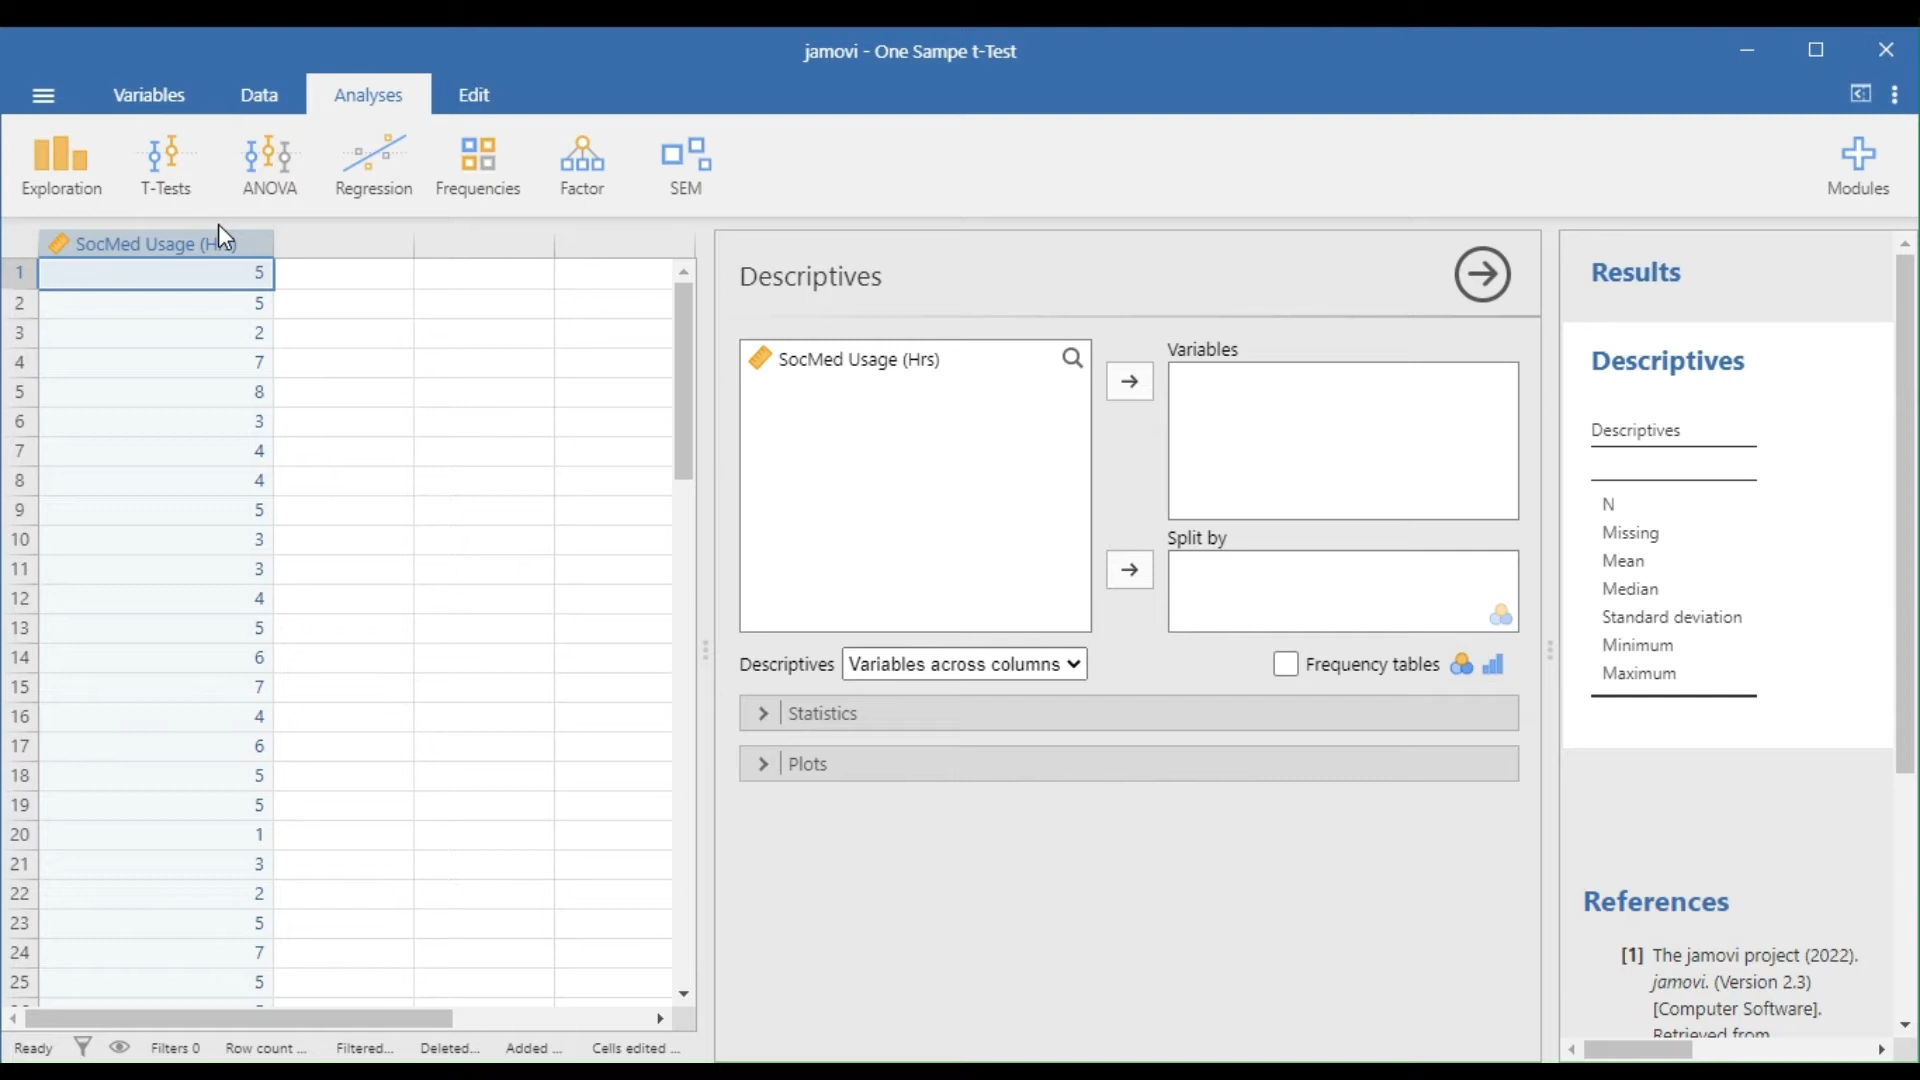 jamovi - One Sampe t-Test
Variables
Data
Analyses
Edit
Exploration
T-Tests
ANOVA
Regression
Frequencies
Factor
SEM
Modules
SocMed Usage (Hrs)
1 5
2 5
3 2
4 7
5 8
6 3
7 4
8 4
9 5
10 3
11 3
12 4
13 5
14 6
15 7
16 4
17 6
18 5
19 5
20 1
21 3
22 2
23 5
24 7
25 5
Ready
Filters 0
Row count ...
Filtered...
Deleted...
Added ...
Cells edited ...
Descriptives
SocMed Usage (Hrs)
Variables
Split by
Descriptives
Variables across columns
Frequency tables
Statistics
Plots
Results
Descriptives
Descriptives
N
Missing
Mean
Median
Standard deviation
Minimum
Maximum
References
[1] The jamovi project (2022).
jamovi. (Version 2.3)
[Computer Software].
Retrieved from